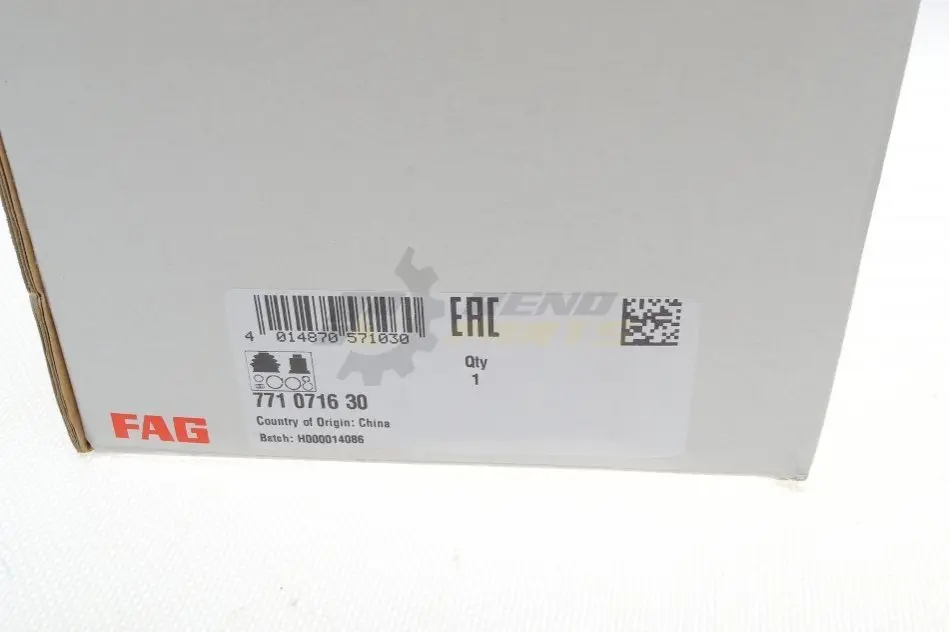 4 014870 571030
EAC
Qty
1
771 0716 30
Country of Origin: China
Batch: H000014086
FAG